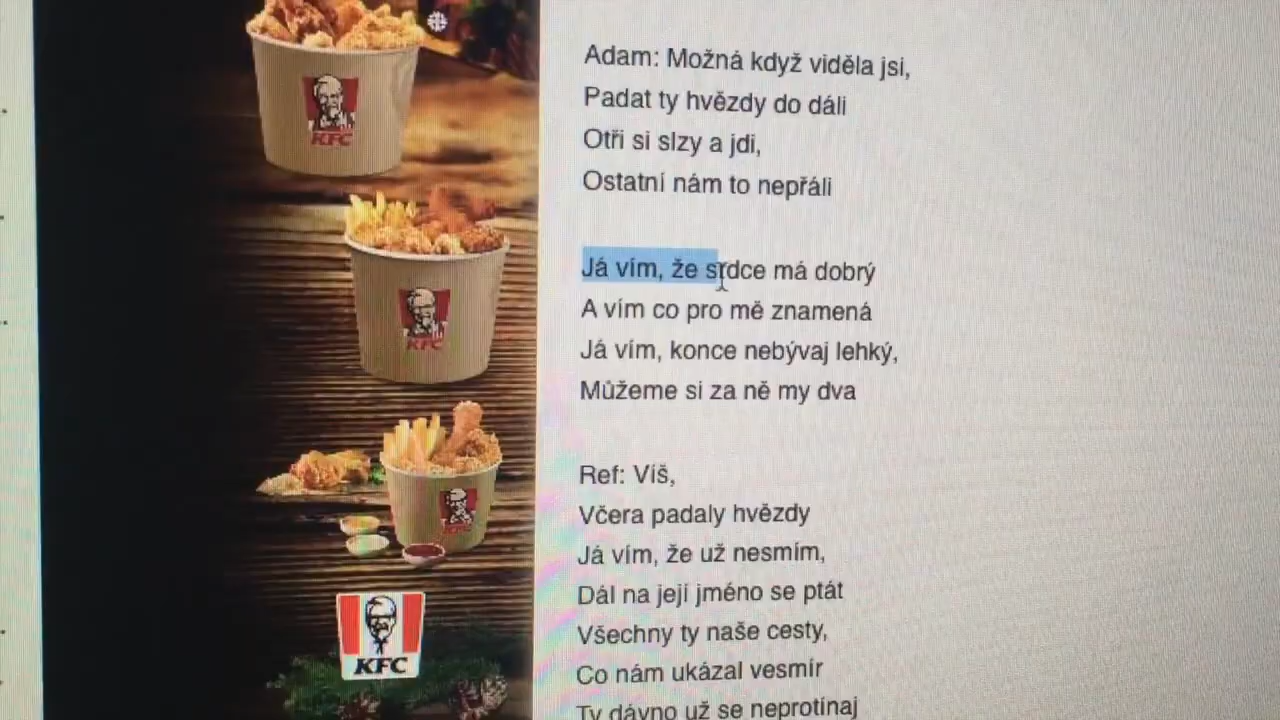 KFC
KFC
KFC
KFC
Adam: Možná když viděla jsi,
Padat ty hvězdy do dáli
Otři si slzy a jdi,
Ostatní nám to nepřáli
Já vím, že srdce má dobrý
A vím co pro mě znamená
Já vím, konce nebývaj lehký,
Můžeme si za ně my dva
Ref: Víš,
Včera padaly hvězdy
Já vím, že už nesmím,
Dál na její jméno se ptát
Všechny ty naše cesty,
Co nám ukázal vesmír
Ty dávno už se neprotínaj